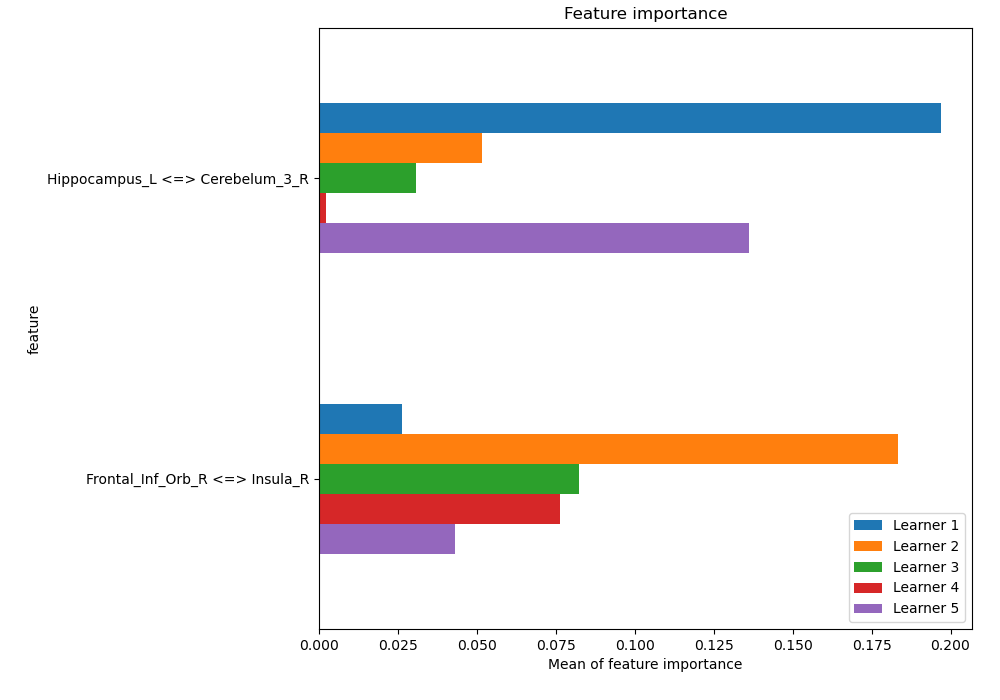 Feature importance
Hippocampus_L <=> Cerebelum_3_R
feature
Frontal_Inf_Orb_R <=> Insula_R
Learner 1
Learner 2
Learner 3
Learner 4
Learner 5
0.000 0.025 0.050 0.075 0.100 0.125 0.150 0.175 0.200
Mean of feature importance